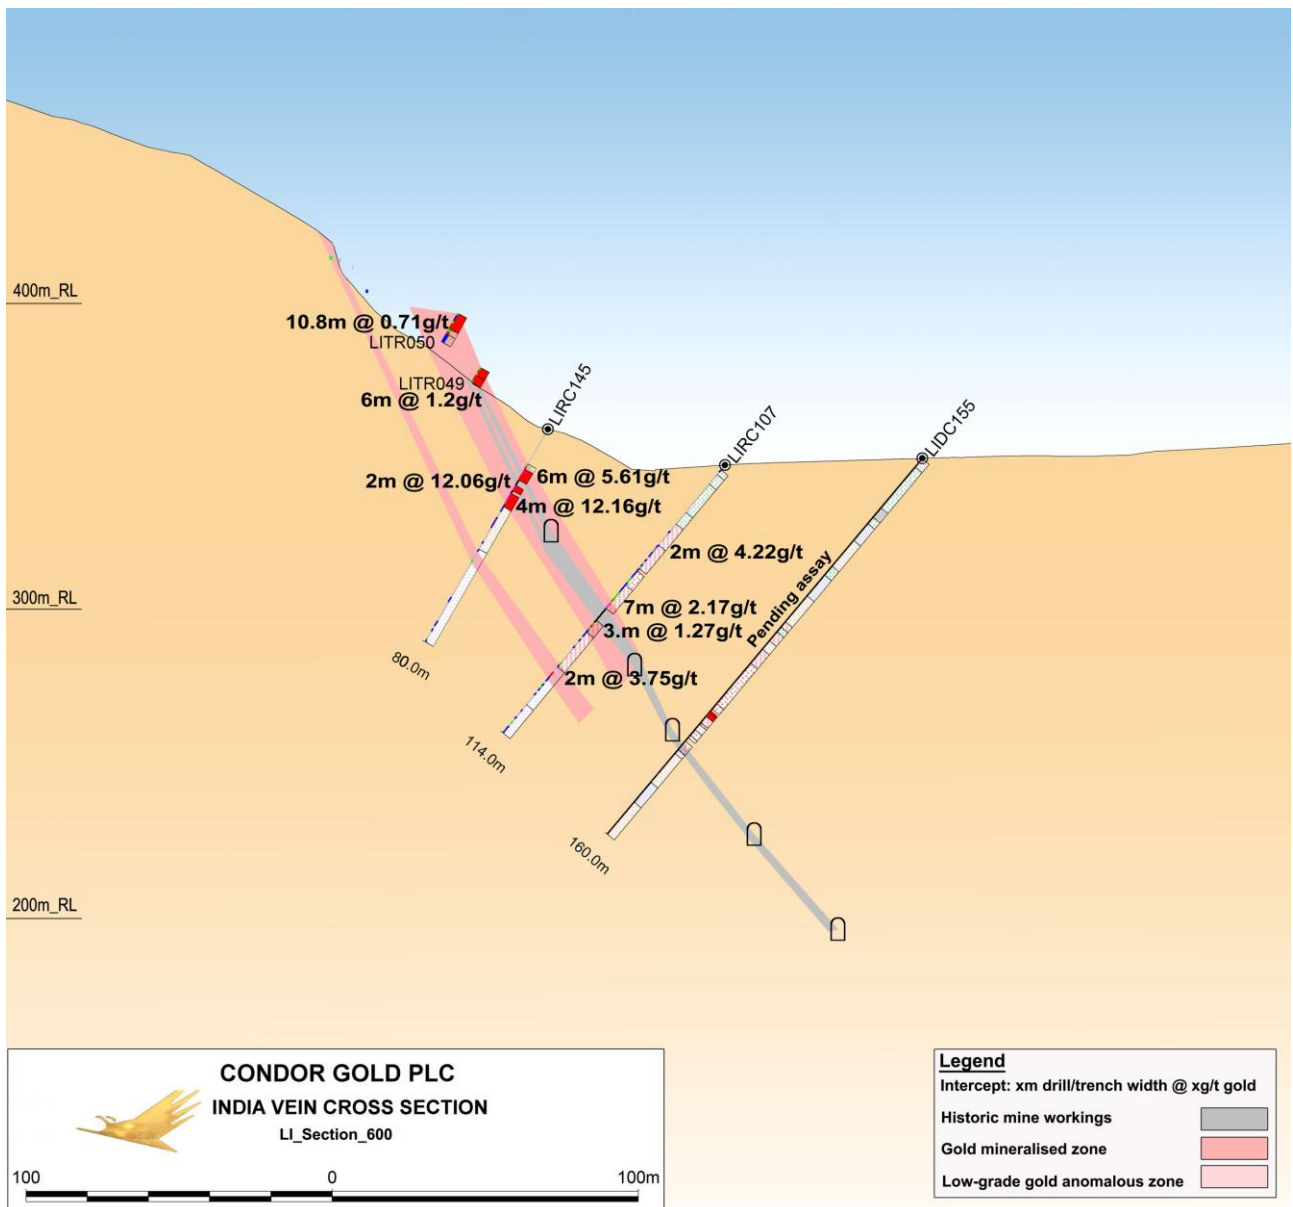 400m_RL
10.8m @ 0.71g/t
LITR050
LITR049
6m @ 1.2g/t
LIRC145
LIRC107
LIDC155
2m @ 12.06g/t
6m @ 5.61g/t
4m @ 12.16g/t
2m @ 4.22g/t
Pending assay
300m_RL
7m @ 2.17g/t
3.m @ 1.27g/t
2m @ 3.75g/t
80.0m
114.0m
160.0m
200m_RL
CONDOR GOLD PLC
INDIA VEIN CROSS SECTION
LI_Section_600
100 0 100m
Legend
Intercept: xm drill/trench width @ xg/t gold
Historic mine workings
Gold mineralised zone
Low-grade gold anomalous zone